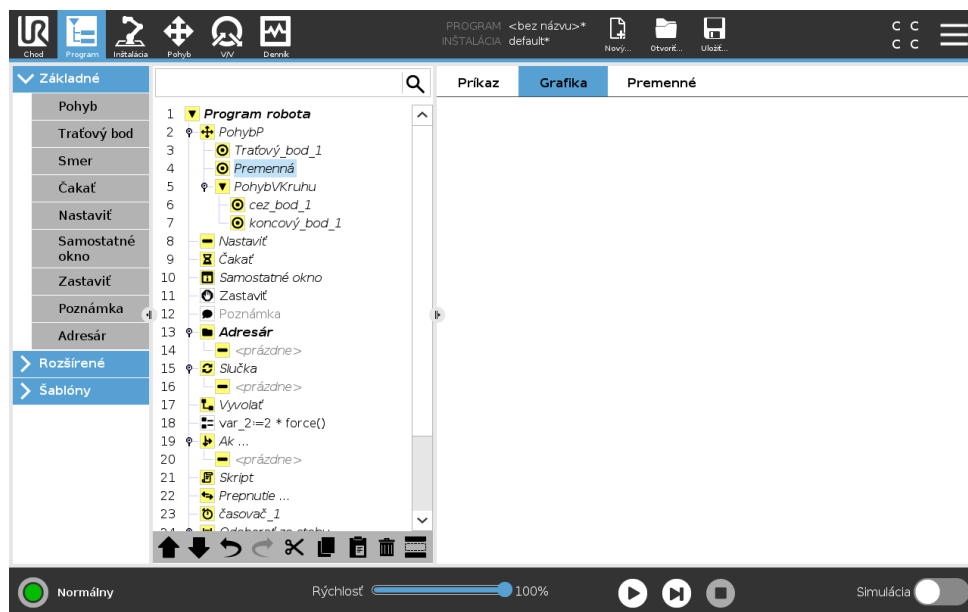 PROGRAM <bez názvu>*
INŠTALÁCIA default*
Chod
Program
Inštalácia
Pohyb
V/V
Denník
Nový...
Otvoriť...
Uložiť...
C C
C C
Základné
Pohyb
Traťový bod
Smer
Čakať
Nastaviť
Samostatné
okno
Zastaviť
Poznámka
Adresár
Rozšírené
Šablóny
1 Program robota
2 PohybP
3 Traťový_bod_1
4 Premenná
5 PohybVKruhu
6 cez_bod_1
7 koncový_bod_1
8 Nastaviť
9 Čakať
10 Samostatné okno
11 Zastaviť
12 Poznámka
13 Adresár
14 <prázdne>
15 Slučka
16 <prázdne>
17 Vyvolať
18 var_2:=2 * force()
19 Ak ...
20 <prázdne>
21 Skript
22 Prepnutie ...
23 časovač_1
Príkaz
Grafika
Premenné
Normálny
Rýchlosť
100%
Simulácia